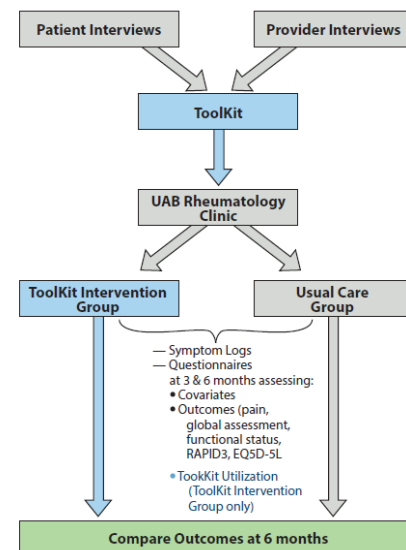 Patient Interviews
Provider Interviews
ToolKit
UAB Rheumatology
Clinic
ToolKit Intervention
Group
Usual Care
Group
— Symptom Logs
— Questionnaires
at 3 & 6 months assessing:
• Covariates
• Outcomes (pain,
global assessment,
functional status,
RAPID3, EQ5D-5L)
• TookKit Utilization
(ToolKit Intervention
Group only)
Compare Outcomes at 6 months